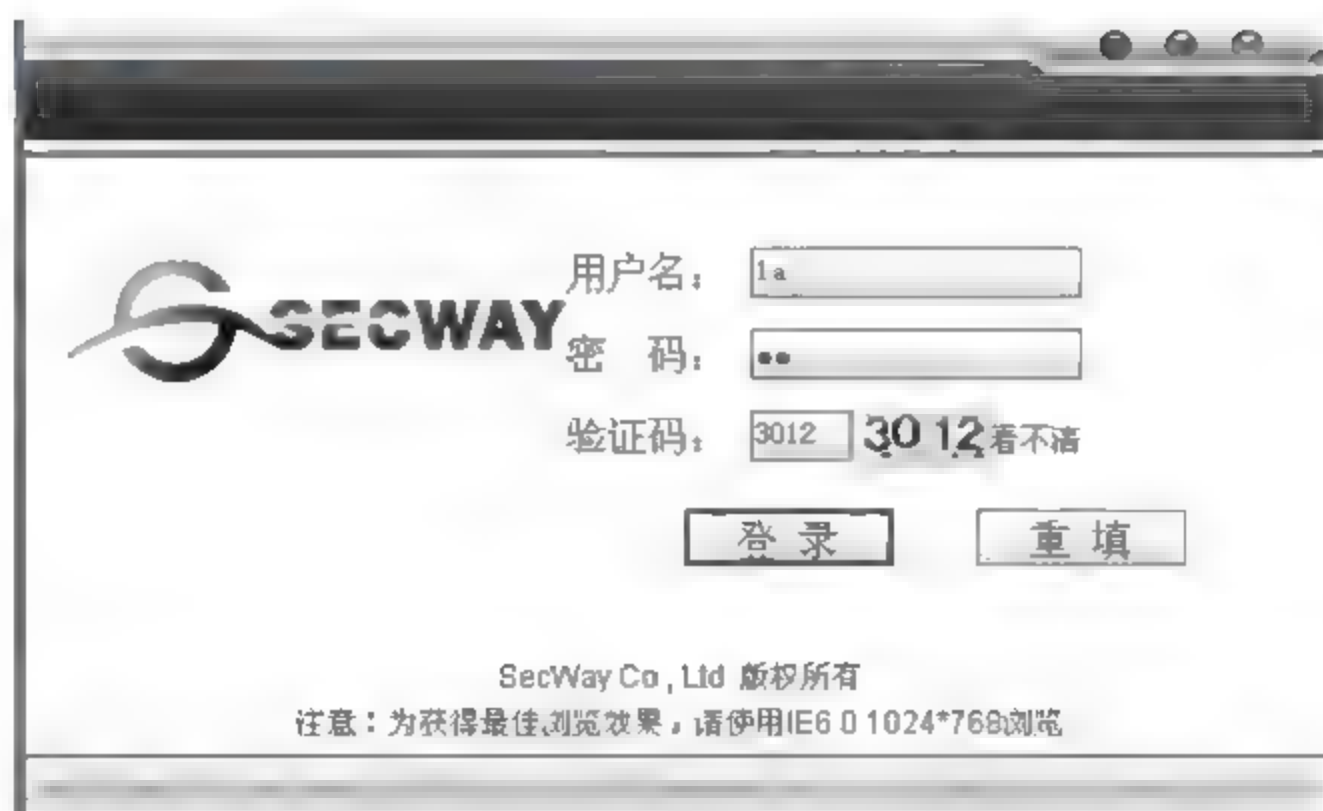 SECWAY
用户名： 1a
密 码： ●●
验证码： 3012 3012 看不清
登 录 重 填
SecWay Co , Ltd 版权所有
注意：为获得最佳浏览效果，请使用IE6.0 1024*768浏览